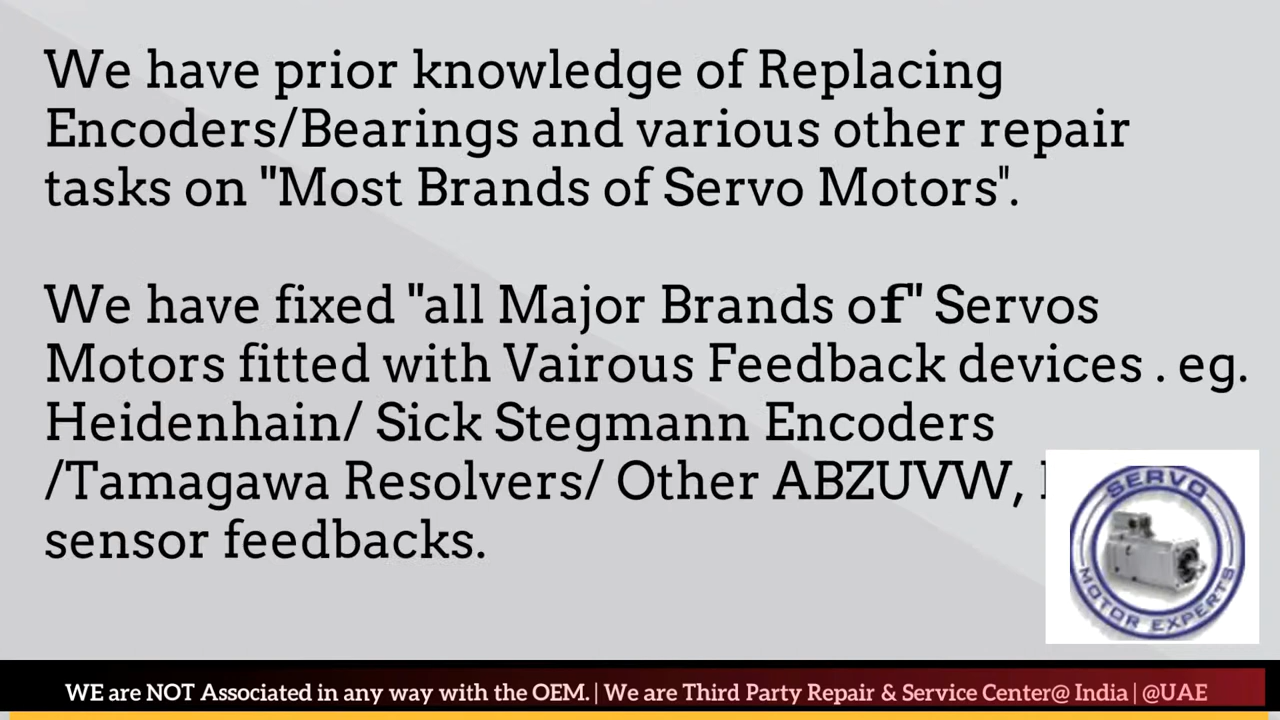 We have prior knowledge of Replacing
Encoders/Bearings and various other repair
tasks on "Most Brands of Servo Motors".
We have fixed "all Major Brands of" Servos
Motors fitted with Vairous Feedback devices . eg.
Heidenhain/ Sick Stegmann Encoders
/Tamagawa Resolvers/ Other ABZUVW,
sensor feedbacks.
SERVO
MOTOR EXPERTS
WE are NOT Associated in any way with the OEM. | We are Third Party Repair & Service Center@ India | @UAE